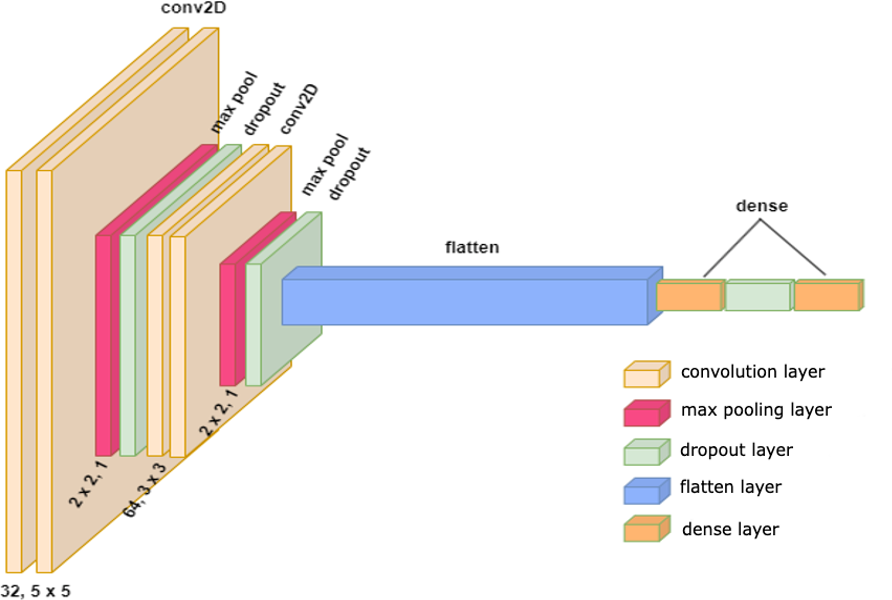 conv2D
max pool
dropout
conv2D
max pool
dropout
flatten
dense
2 x 2, 1
64, 3 x 3
2 x 2, 1
32, 5 x 5
convolution layer
max pooling layer
dropout layer
flatten layer
dense layer